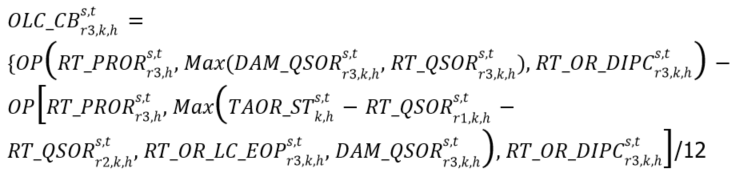 OLC_CB^{s,t}_{r3,k,h} =
{OP(RT_PROR^{s,t}_{r3,h}, Max(DAM_QSOR^{s,t}_{r3,k,h}, RT_QSOR^{s,t}_{r3,k,h}), RT_OR_DIPC^{s,t}_{r3,k,h}) −
OP[RT_PROR^{s,t}_{r3,h}, Max(TAOR_ST^{s,t}_{k,h} − RT_QSOR^{s,t}_{r1,k,h} −
RT_QSOR^{s,t}_{r2,k,h}, RT_OR_LC_EOP^{s,t}_{r3,k,h}, DAM_QSOR^{s,t}_{r3,k,h}), RT_OR_DIPC^{s,t}_{r3,k,h}]/12